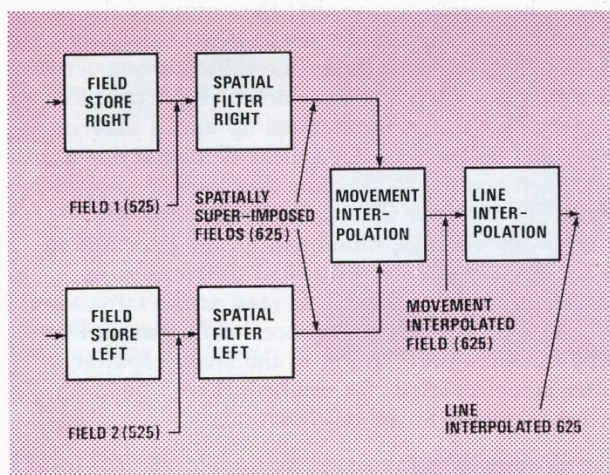 FIELD
STORE
RIGHT
SPATIAL
FILTER
RIGHT
FIELD 1 (525)
SPATIALLY
SUPER-IMPOSED
FIELDS (625)
MOVEMENT
INTER-
POLATION
LINE
INTER-
POLATION
FIELD
STORE
LEFT
SPATIAL
FILTER
LEFT
MOVEMENT
INTERPOLATED
FIELD (625)
FIELD 2 (525)
LINE
INTERPOLATED 625